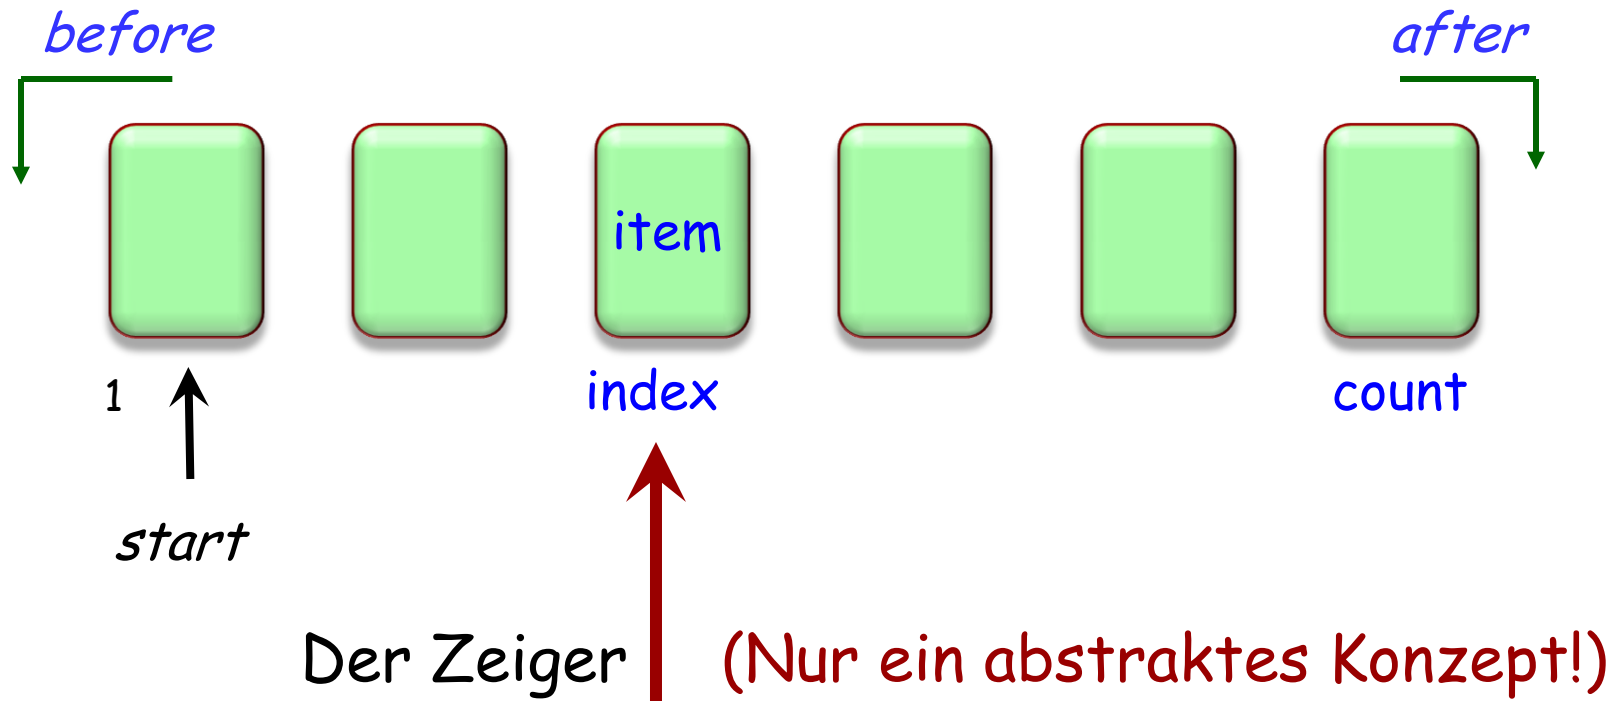 before
after
item
1
index
count
start
Der Zeiger
(Nur ein abstraktes Konzept!)